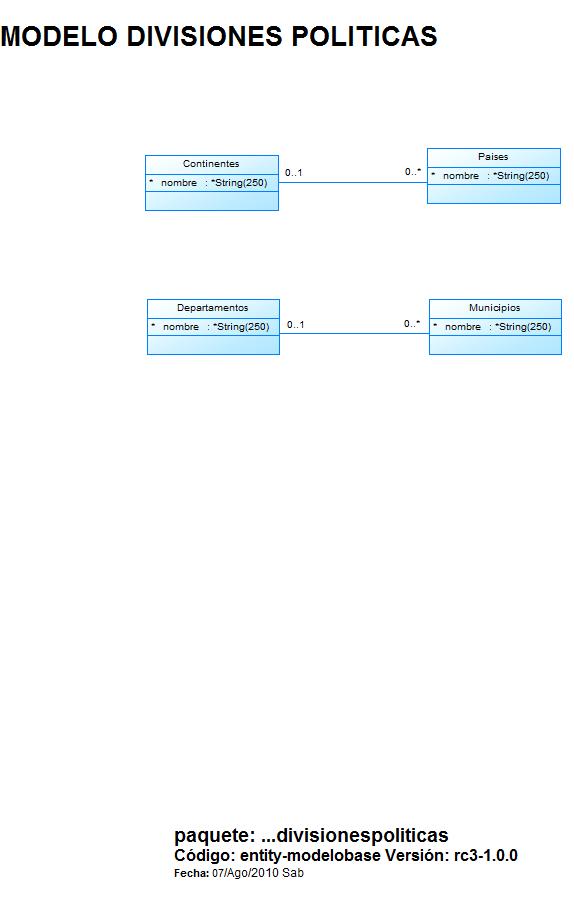 MODELO DIVISIONES POLITICAS
Continentes
* nombre : *String(250)
0..1
0..*
Paises
* nombre : *String(250)
Departamentos
* nombre : *String(250)
0..1
0..*
Municipios
* nombre : *String(250)
paquete: ...divisionespoliticas
Código: entity-modelobase Versión: rc3-1.0.0
Fecha: 07/Ago/2010 Sab